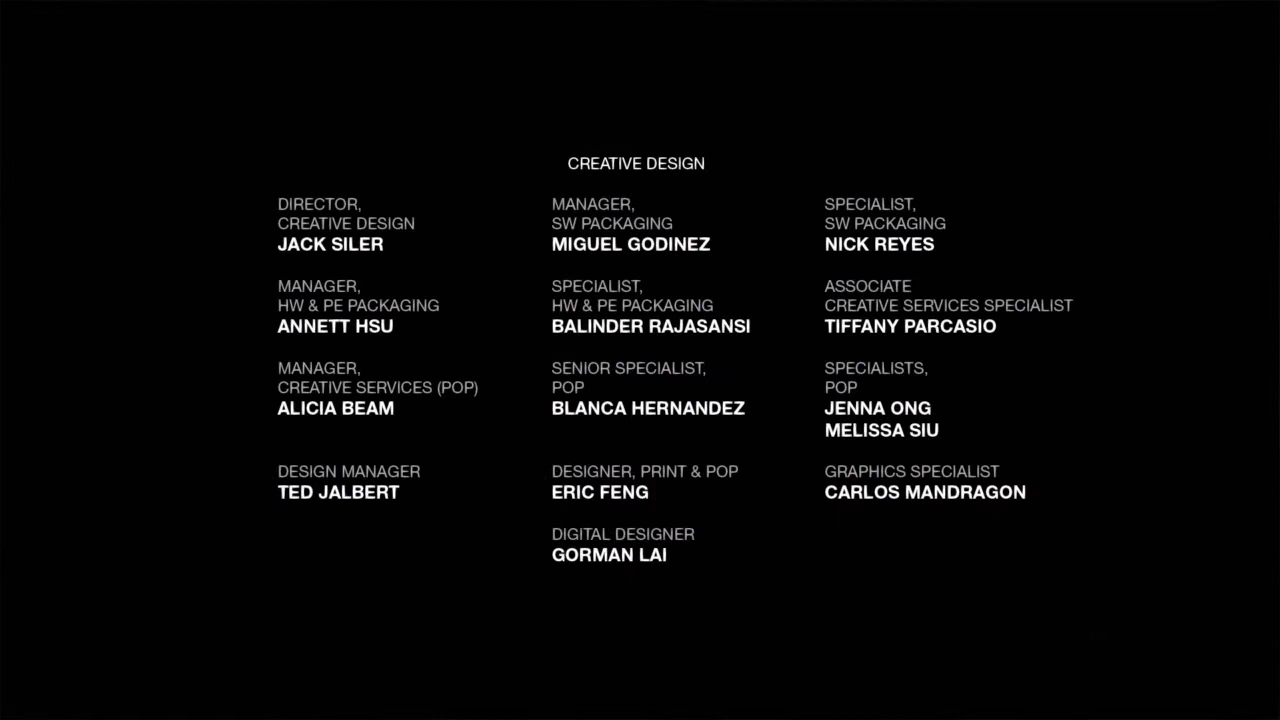 CREATIVE DESIGN
DIRECTOR,
CREATIVE DESIGN
JACK SILER
MANAGER,
SW PACKAGING
MIGUEL GODINEZ
SPECIALIST,
SW PACKAGING
NICK REYES
MANAGER,
HW & PE PACKAGING
ANNETT HSU
SPECIALIST,
HW & PE PACKAGING
BALINDER RAJASANSI
ASSOCIATE
CREATIVE SERVICES SPECIALIST
TIFFANY PARCASIO
MANAGER,
CREATIVE SERVICES (POP)
ALICIA BEAM
SENIOR SPECIALIST,
POP
BLANCA HERNANDEZ
SPECIALISTS,
POP
JENNA ONG
MELISSA SIU
DESIGN MANAGER
TED JALBERT
DESIGNER, PRINT & POP
ERIC FENG
GRAPHICS SPECIALIST
CARLOS MANDRAGON
DIGITAL DESIGNER
GORMAN LAI